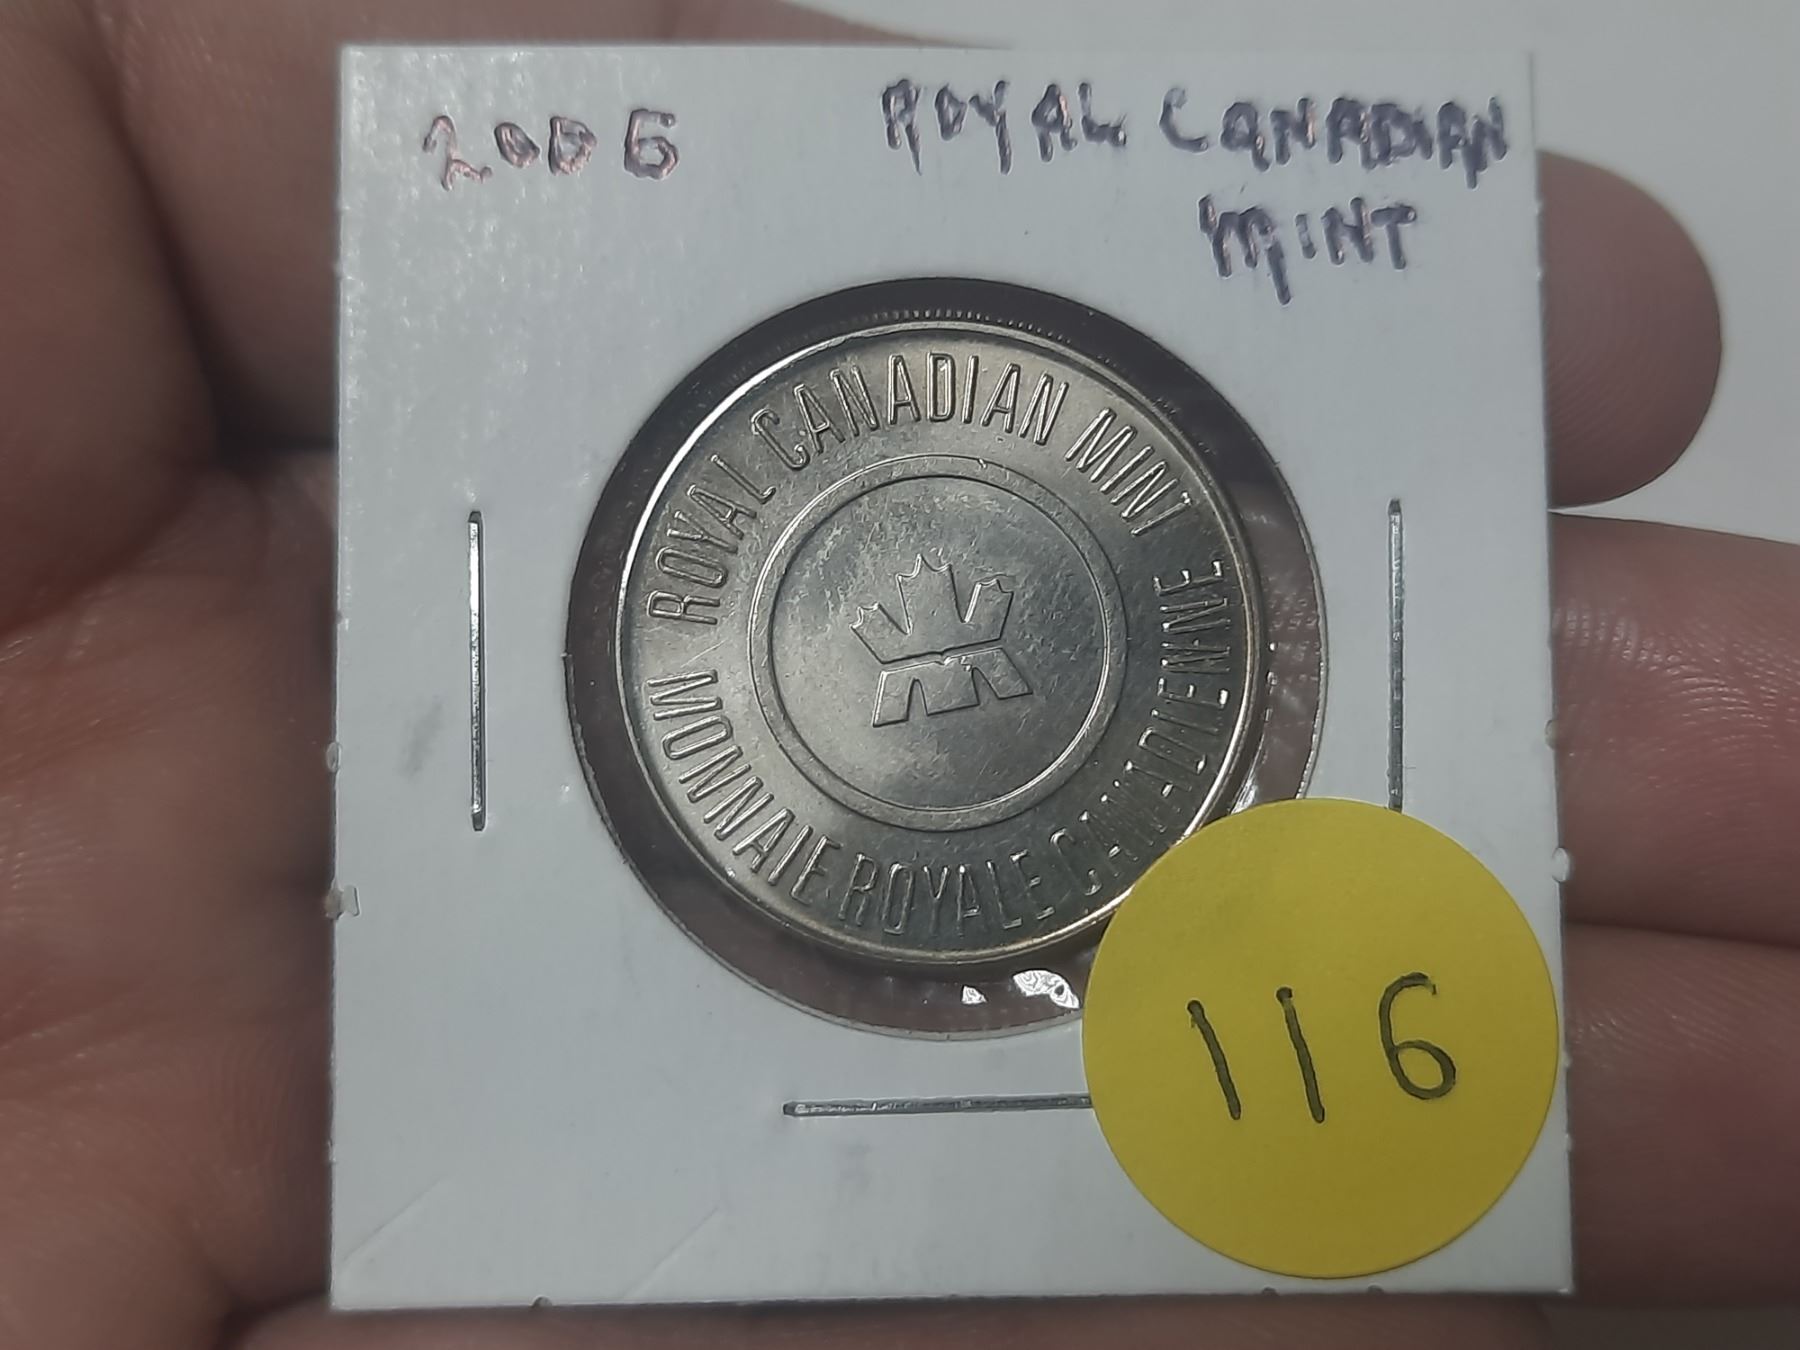 2006 ROYAL CANADIAN
MINT
ROYAL CANADIAN MINT
MONNAIE ROYALE CANADIENNE
116